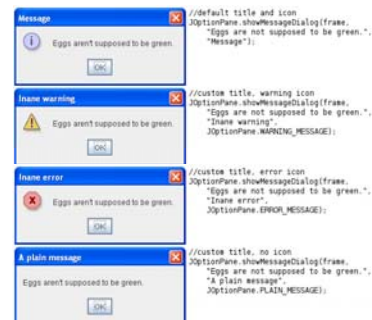 Message
Eggs aren't supposed to be green.
OK
//default title and icon
JOptionPane.showMessageDialog(frame,
"Eggs are not supposed to be green.",
"Message");
Inane warning
Eggs aren't supposed to be green.
OK
//custom title, warning icon
JOptionPane.showMessageDialog(frame,
"Eggs are not supposed to be green.",
"Inane warning",
JOptionPane.WARNING_MESSAGE);
Inane error
Eggs aren't supposed to be green.
OK
//custom title, error icon
JOptionPane.showMessageDialog(frame,
"Eggs are not supposed to be green.",
"Inane error",
JOptionPane.ERROR_MESSAGE);
A plain message
Eggs aren't supposed to be green.
OK
//custom title, no icon
JOptionPane.showMessageDialog(frame,
"Eggs are not supposed to be green.",
"A plain message",
JOptionPane.PLAIN_MESSAGE);